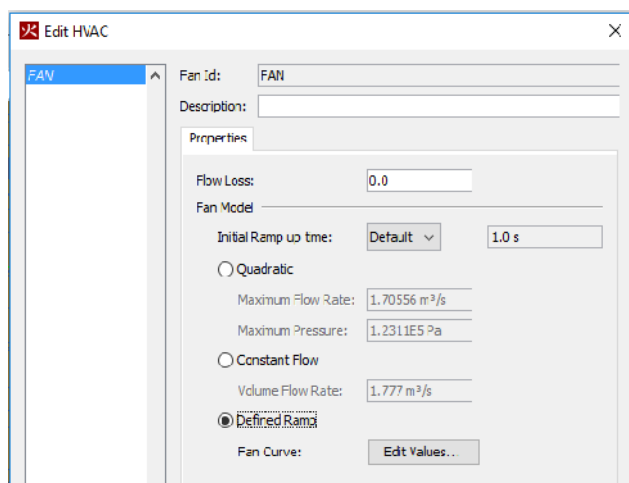 火 Edit HVAC
FAN
Fan Id: FAN
Description:
Properties
Flow Loss: 0.0
Fan Model
Initial Ramp up time: Default 1.0 s
Quadratic
Maximum Flow Rate: 1.70556 m³/s
Maximum Pressure: 1.2311E5 Pa
Constant Flow
Volume Flow Rate: 1.777 m³/s
Defined Ramp
Fan Curve: Edit Values...